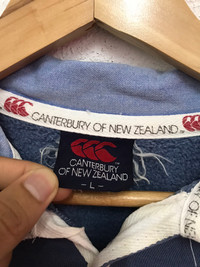 CANTERBURY OF NEW ZEALAND
CANTERBURY
OF NEW ZEALAND
- L -